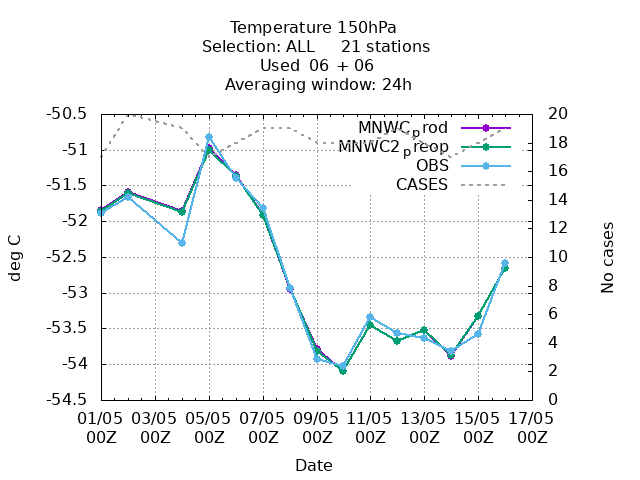 Temperature 150hPa
Selection: ALL 21 stations
Used 06 + 06
Averaging window: 24h
-50.5
-51
-51.5
-52
-52.5
-53
-53.5
-54
-54.5
deg C
20
18
16
14
12
10
8
6
4
2
0
No cases
MNWC_prod
MNWC2_preop
OBS
CASES
01/05 03/05 05/05 07/05 09/05 11/05 13/05 15/05 17/05
00Z 00Z 00Z 00Z 00Z 00Z 00Z 00Z 00Z
Date